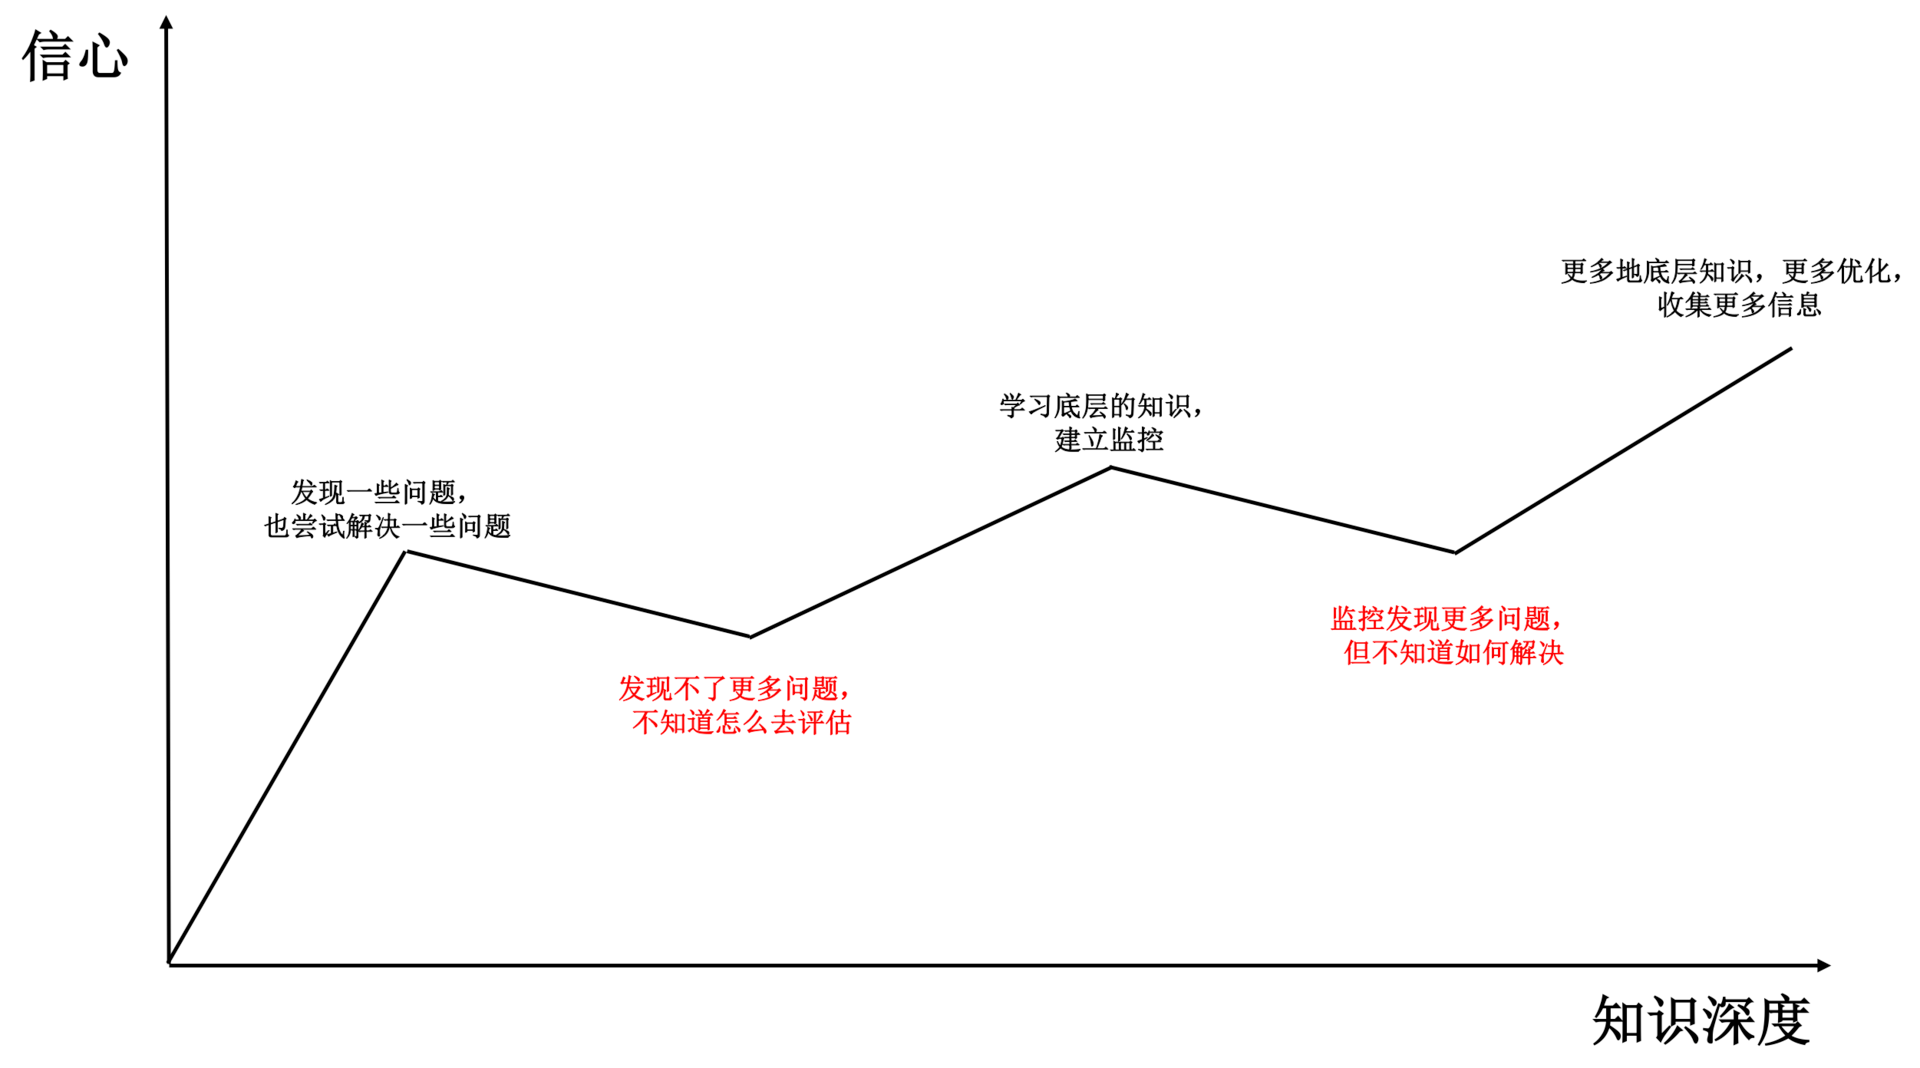 信心
更多地底层知识，更多优化，
收集更多信息
学习底层的知识，
建立监控
发现一些问题，
也尝试解决一些问题
监控发现更多问题，
但不知道如何解决
发现不了更多问题，
不知道怎么去评估
知识深度